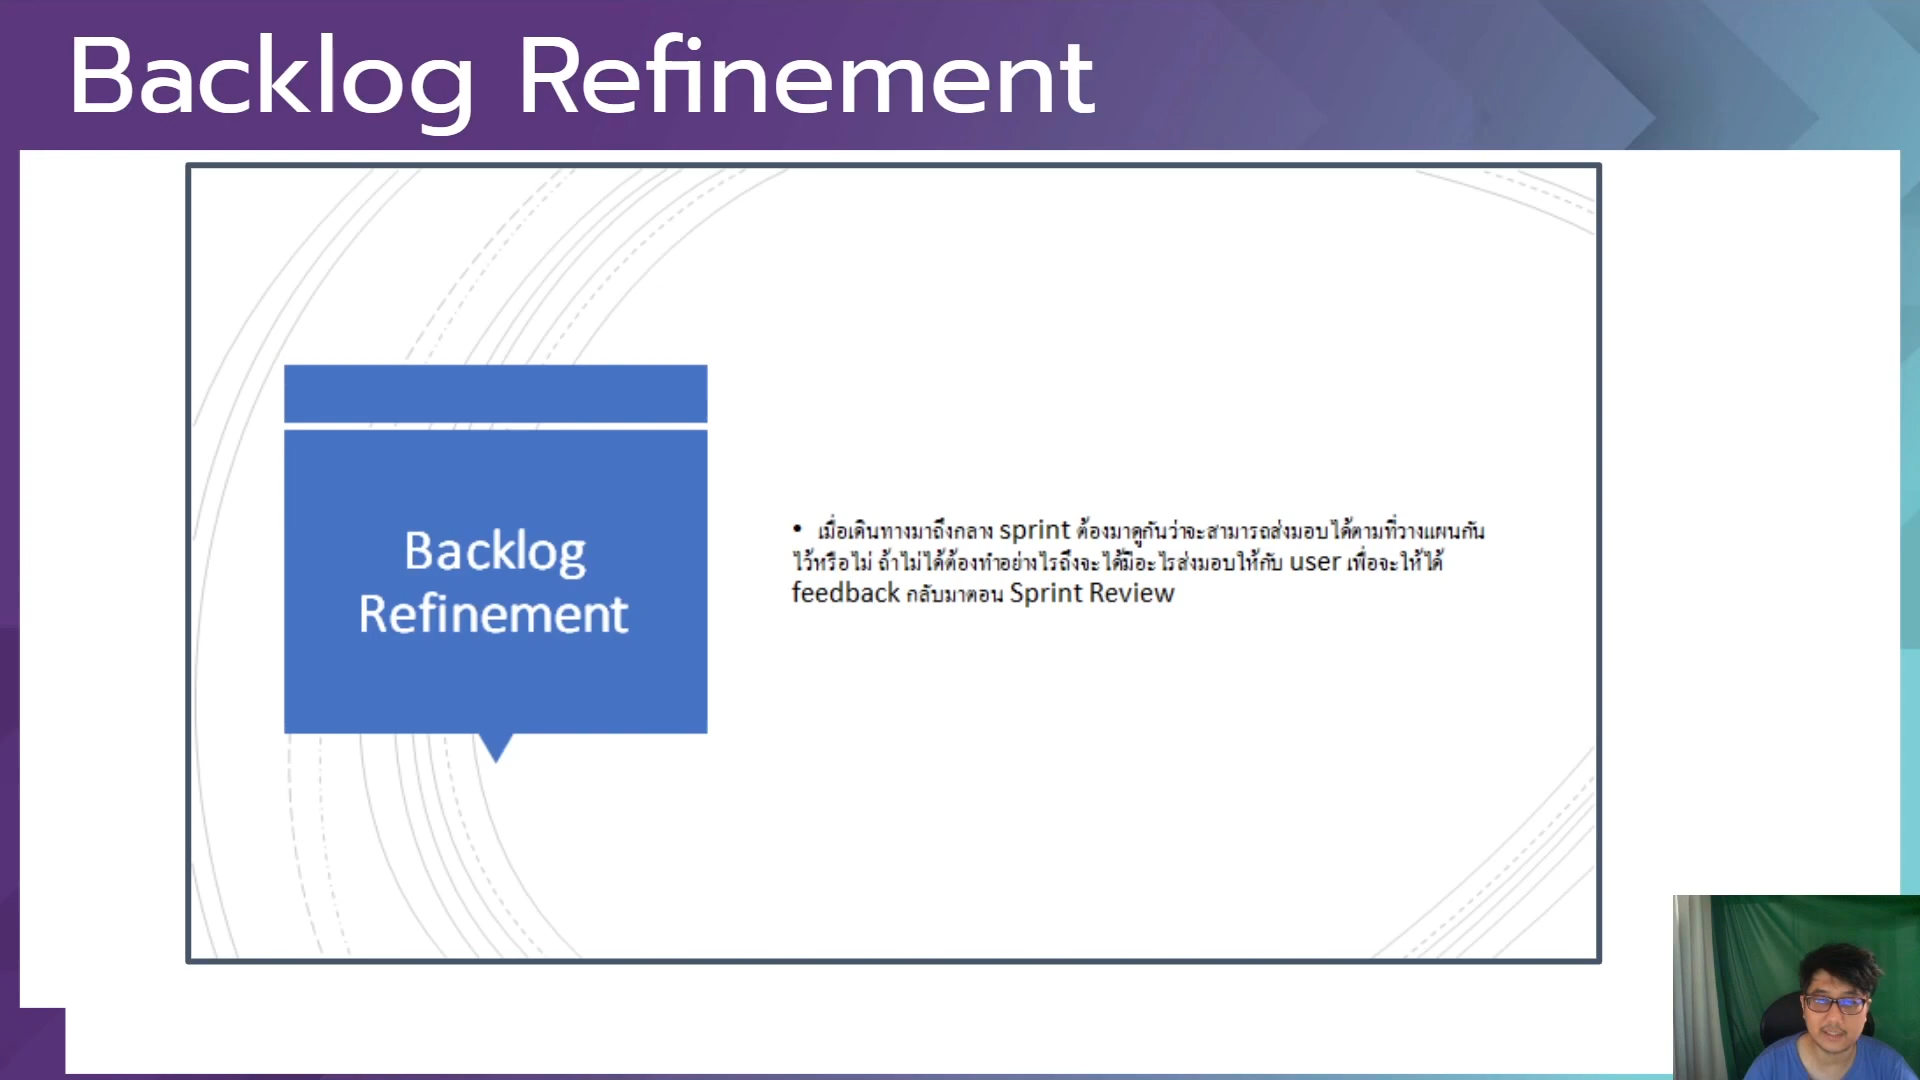 Backlog Refinement
Backlog
Refinement
• เมื่อเดินทางมาถึงกลาง sprint ต้องมาดูกันว่าจะสามารถส่งมอบได้ตามที่วางแผนกัน
ไว้หรือไม่ ถ้าไม่ได้ต้องทำอย่างไรถึงจะได้มีอะไรส่งมอบให้กับ user เพื่อจะให้ได้
feedback กลับมาตอน Sprint Review